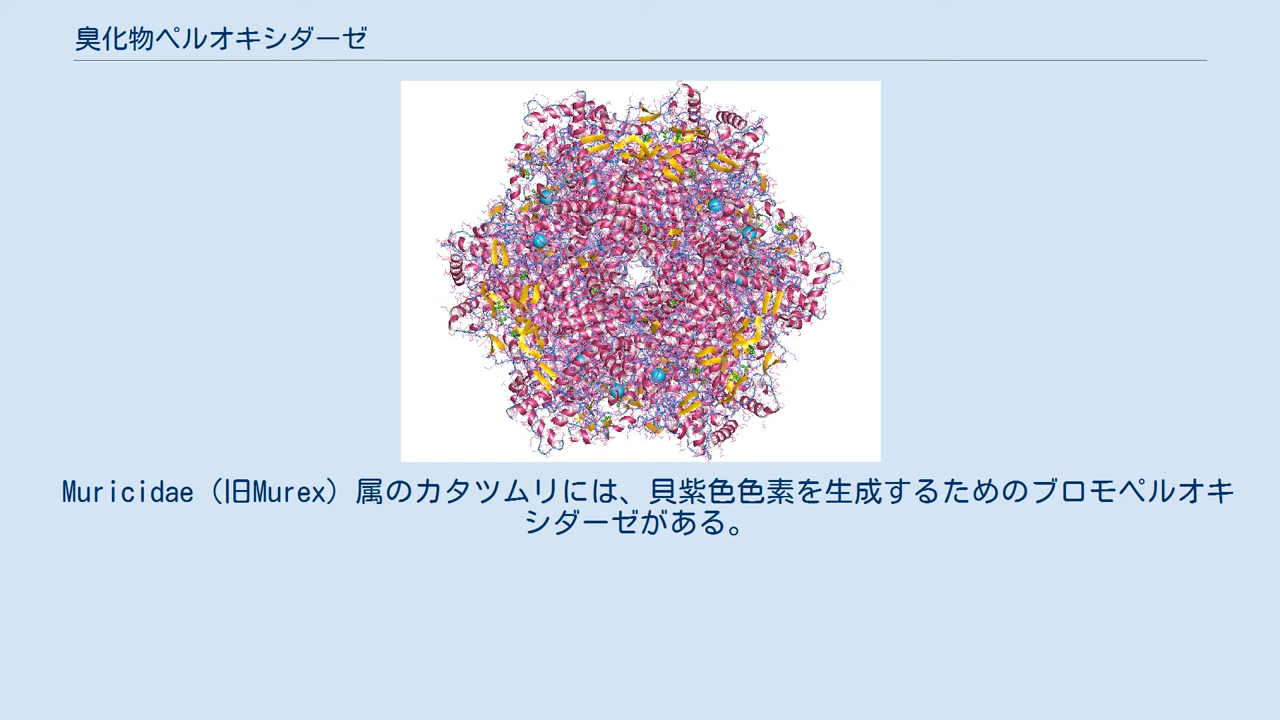 臭化物ペルオキシダーゼ
Muricidae（旧Murex）属のカタツムリには、貝紫色色素を生成するためのブロモペルオキ
シダーゼがある。